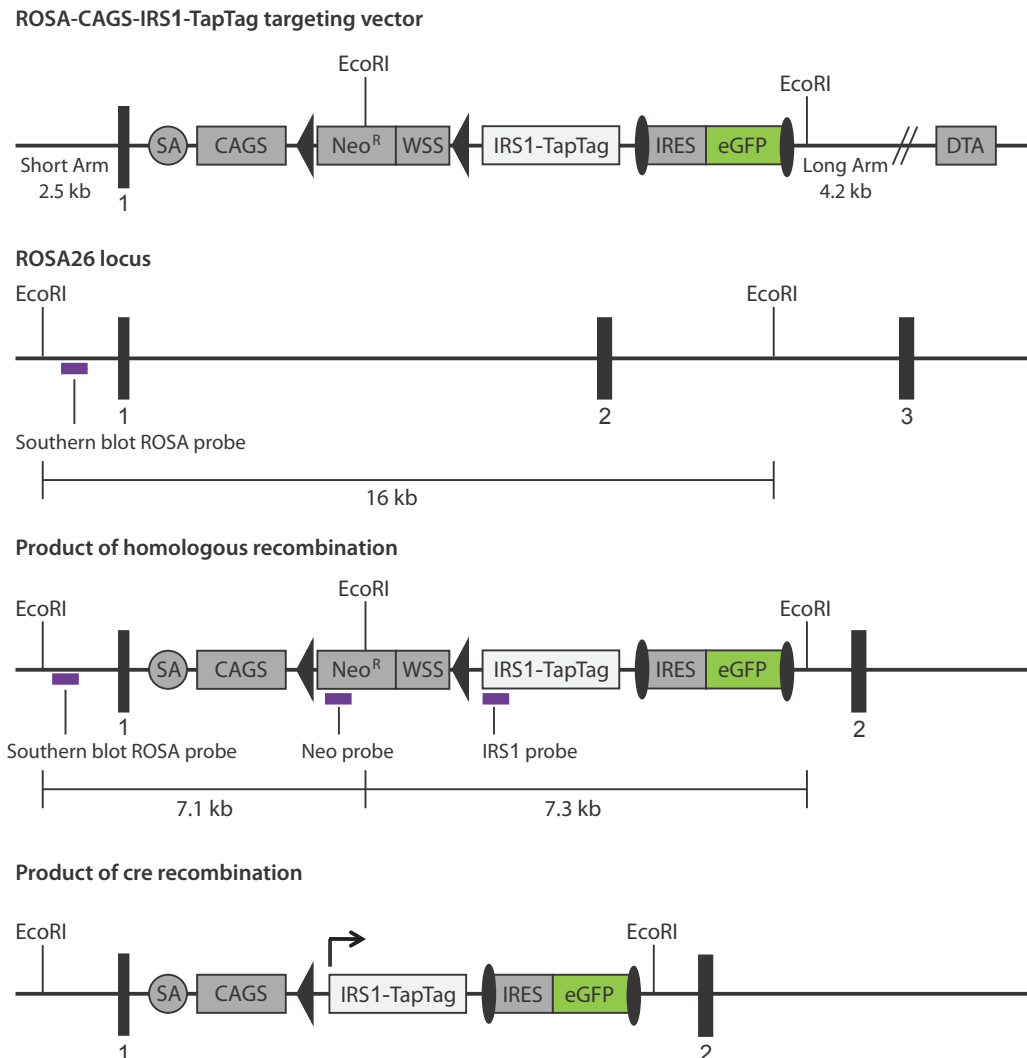 ROSA-CAGS-IRS1-TapTag targeting vector
EcoRI
EcoRI
SA CAGS Neo^R WSS IRS1-TapTag IRES eGFP DTA
Short Arm
2.5 kb
Long Arm
4.2 kb
1
ROSA26 locus
EcoRI
EcoRI
1
2
3
Southern blot ROSA probe
16 kb
Product of homologous recombination
EcoRI
EcoRI
EcoRI
SA CAGS Neo^R WSS IRS1-TapTag IRES eGFP
1
2
Southern blot ROSA probe
Neo probe
IRS1 probe
7.1 kb
7.3 kb
Product of cre recombination
EcoRI
EcoRI
SA CAGS IRS1-TapTag IRES eGFP
1
2